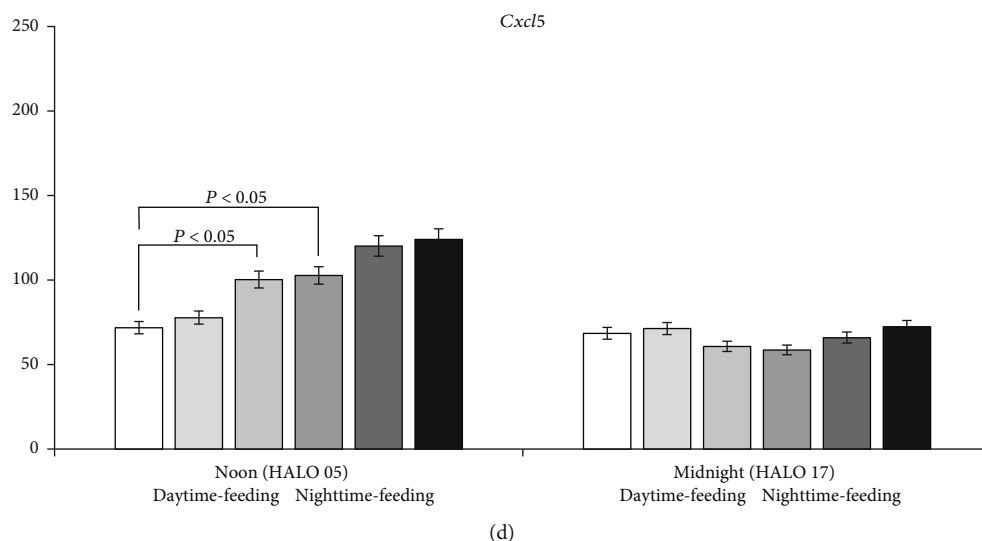 Cxcl5
250
200
150
100
50
0
P < 0.05
P < 0.05
Noon (HALO 05)
Daytime-feeding Nighttime-feeding
Midnight (HALO 17)
Daytime-feeding Nighttime-feeding
(d)